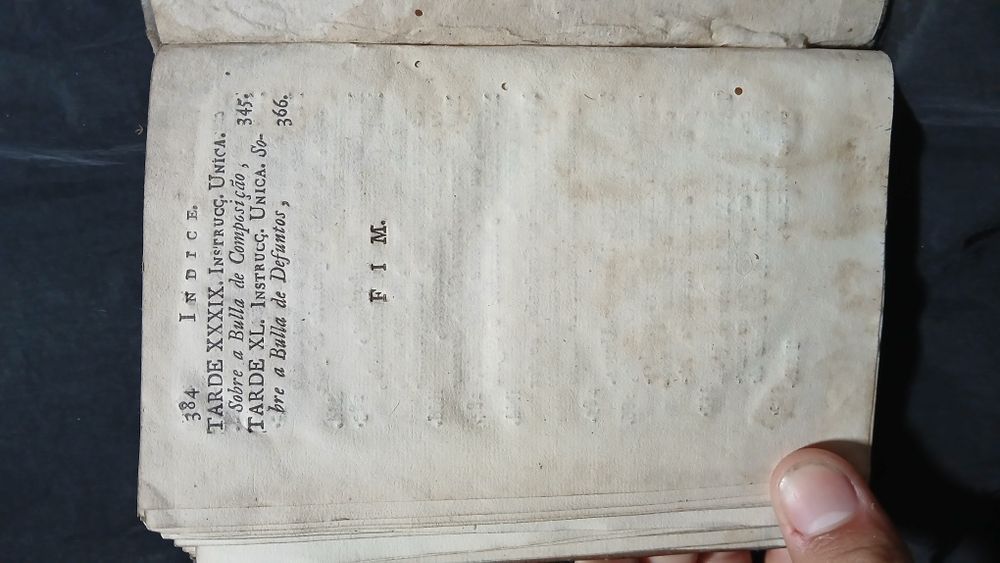 384 INDICE.
TARDE XXXIX. INSTRUCÇ. UNICA.
Sobre a Bulla de Composição, 345.
TARDE XL. INSTRUCÇ. UNICA. So-
bre a Bulla de Defuntos, 366.
FIM.